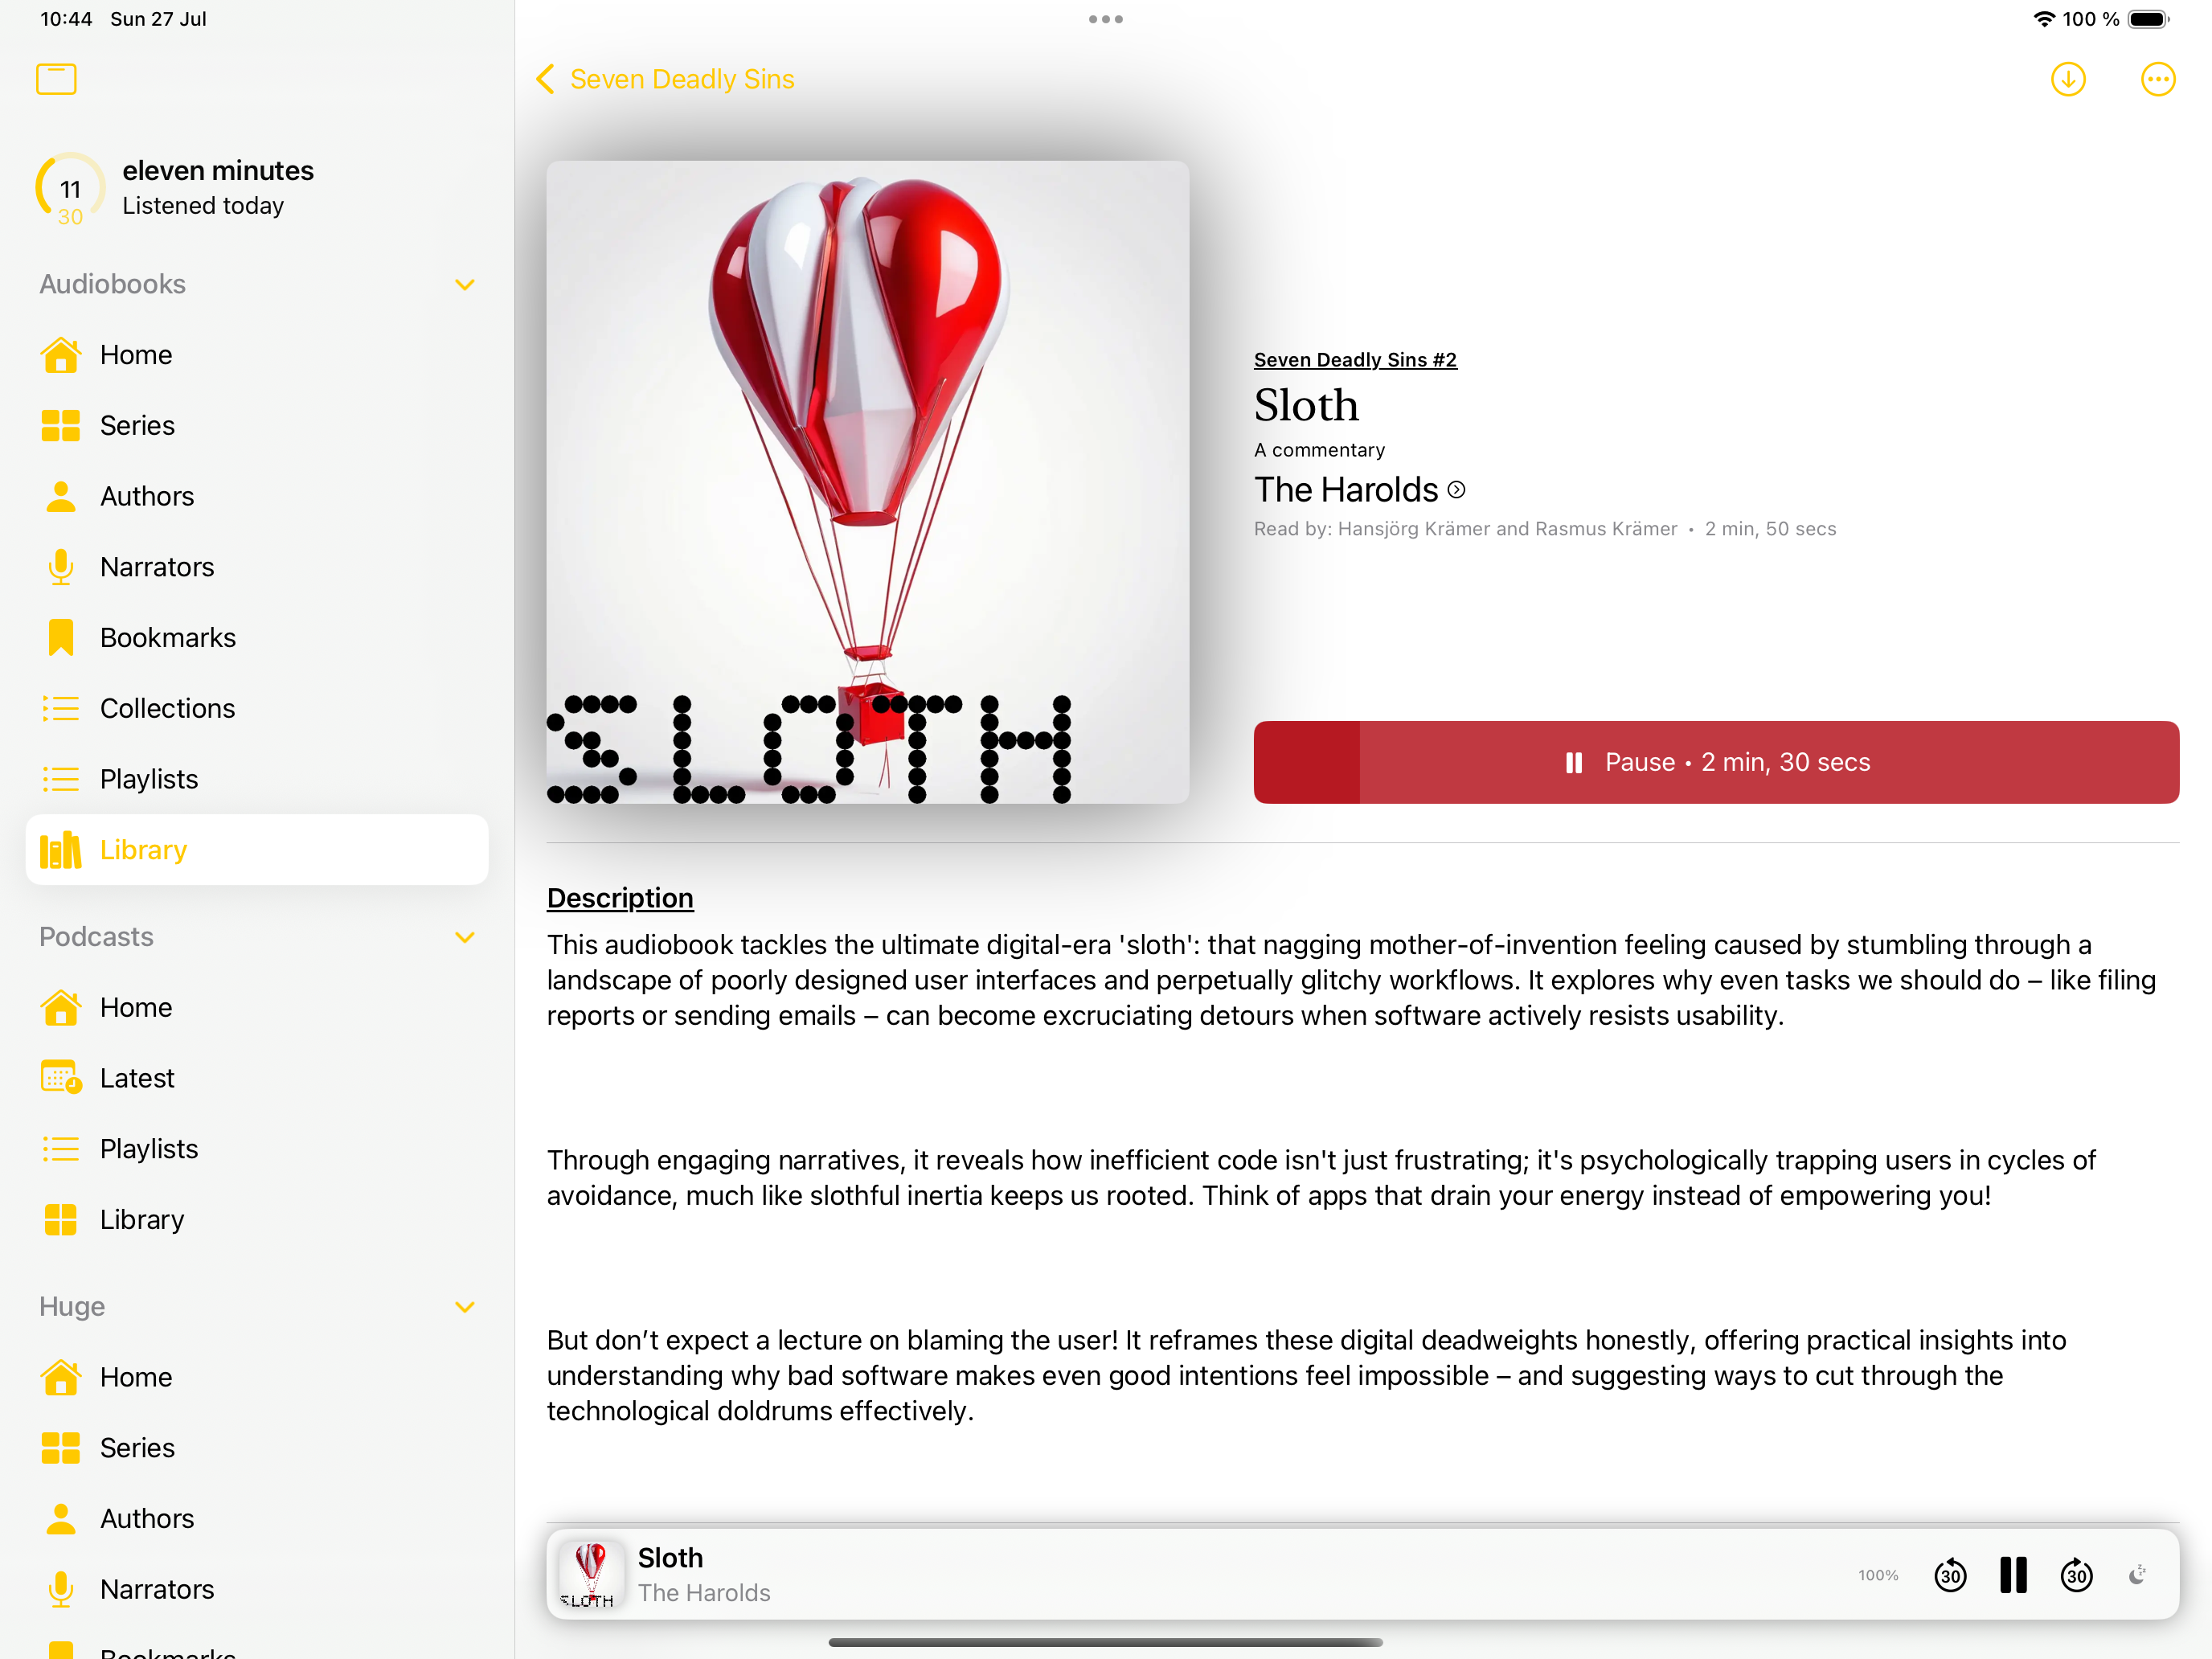 10:44 Sun 27 Jul
100 %
11
30
eleven minutes
Listened today
Audiobooks
Home
Series
Authors
Narrators
Bookmarks
Collections
Playlists
Library
Podcasts
Home
Latest
Playlists
Library
Huge
Home
Series
Authors
Narrators
Bookmarks
Seven Deadly Sins
SLOTH
Seven Deadly Sins #2
Sloth
A commentary
The Harolds
Read by: Hansjörg Krämer and Rasmus Krämer • 2 min, 50 secs
Pause • 2 min, 30 secs
Description
This audiobook tackles the ultimate digital-era 'sloth': that nagging mother-of-invention feeling caused by stumbling through a
landscape of poorly designed user interfaces and perpetually glitchy workflows. It explores why even tasks we should do – like filing
reports or sending emails – can become excruciating detours when software actively resists usability.
Through engaging narratives, it reveals how inefficient code isn't just frustrating; it's psychologically trapping users in cycles of
avoidance, much like slothful inertia keeps us rooted. Think of apps that drain your energy instead of empowering you!
But don’t expect a lecture on blaming the user! It reframes these digital deadweights honestly, offering practical insights into
understanding why bad software makes even good intentions feel impossible – and suggesting ways to cut through the
technological doldrums effectively.
SLOTH
Sloth
The Harolds
100%
30
30